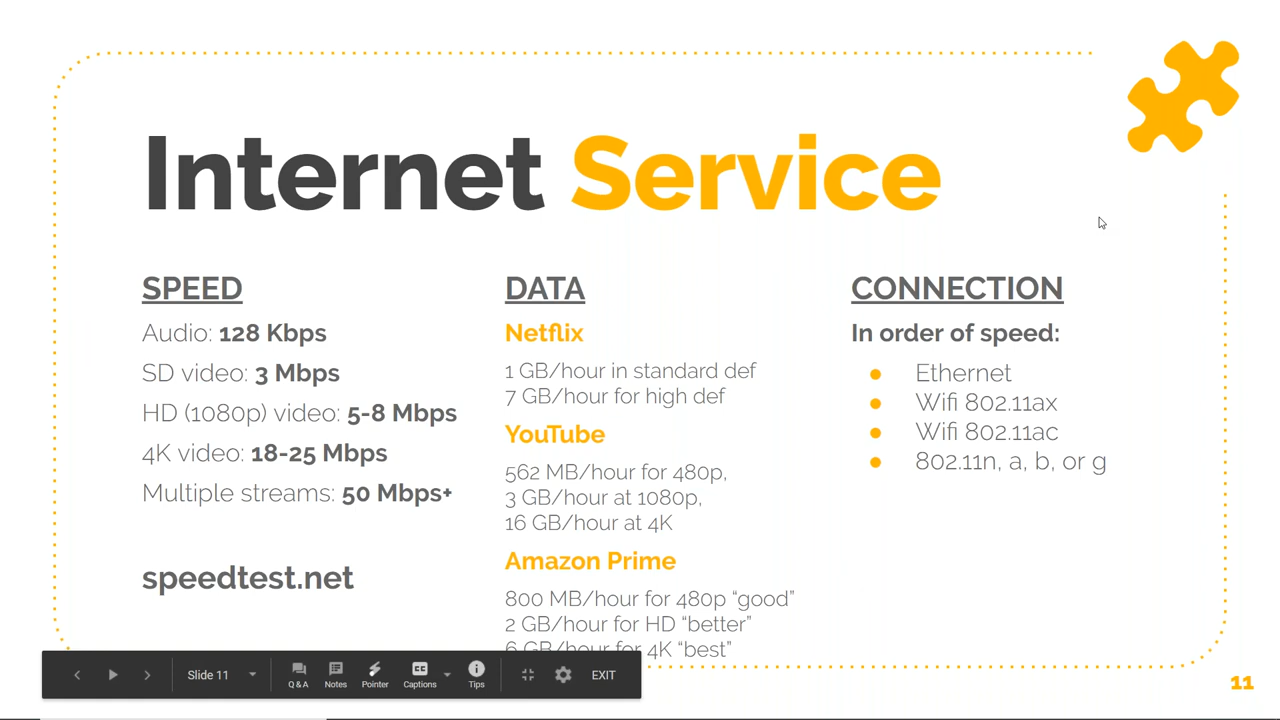 Internet Service
SPEED
Audio: 128 Kbps
SD video: 3 Mbps
HD (1080p) video: 5-8 Mbps
4K video: 18-25 Mbps
Multiple streams: 50 Mbps+
speedtest.net
DATA
Netflix
1 GB/hour in standard def
7 GB/hour for high def
YouTube
562 MB/hour for 480p,
3 GB/hour at 1080p,
16 GB/hour at 4K
Amazon Prime
800 MB/hour for 480p “good”
2 GB/hour for HD “better”
6 GB/hour for 4K “best”
CONNECTION
In order of speed:
● Ethernet
● Wifi 802.11ax
● Wifi 802.11ac
● 802.11n, a, b, or g
Slide 11
Q & A
Notes
Pointer
Captions
Tips
EXIT
11